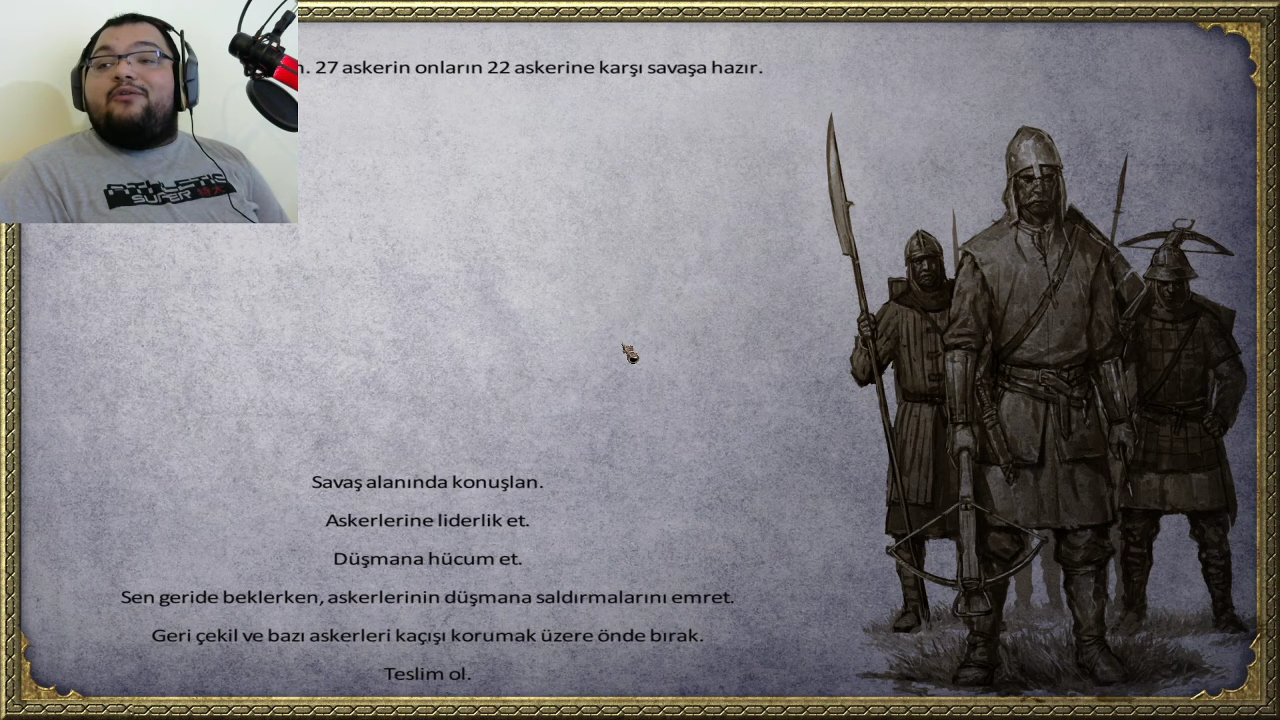 27 askerin onların 22 askerine karşı savaşa hazır.
SUPER
Savaş alanında konuşlan.
Askerlerine liderlik et.
Düşmana hücum et.
Sen geride beklerken, askerlerinin düşmana saldırmalarını emret.
Geri çekil ve bazı askerleri kaçışı korumak üzere önde bırak.
Teslim ol.